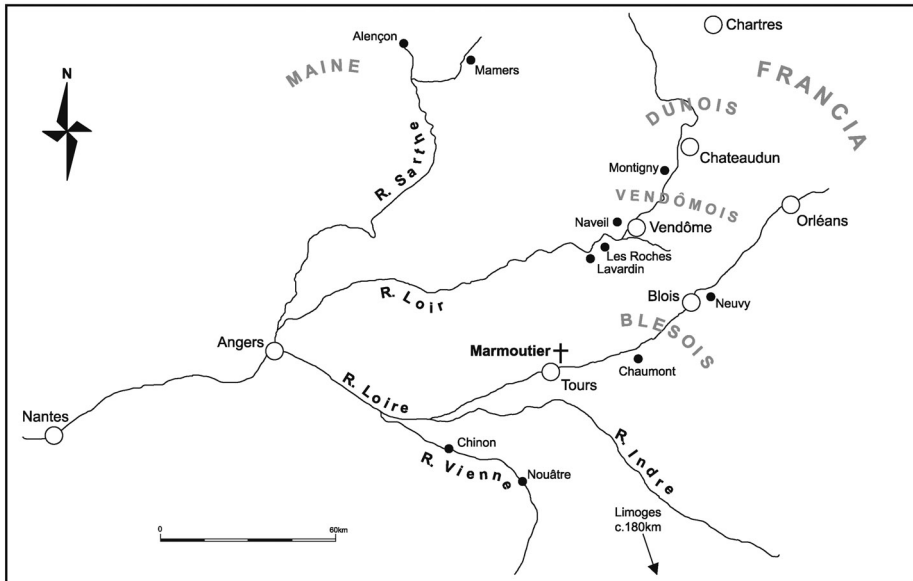 Chartres
Alençon
MAINE
Mamers
FRANCIA
N
DUNOIS
R. Sarthe
Chateaudun
Montigny
VENDÔMOIS
Orléans
Naveil
Vendôme
Les Roches
Lavardin
R. Loir
Blois
Neuvy
BLESOIS
Angers
Marmoutier
Chaumont
Tours
R. Loire
Nantes
Chinon
R. Vienne
Nouâtre
R. Indre
Limoges
c.180km
0
60km